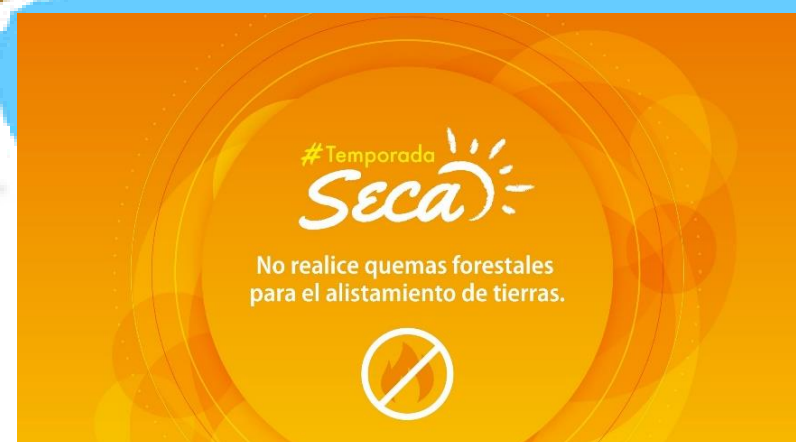 #Temporada
Seca
No realice quemas forestales
para el alistamiento de tierras.